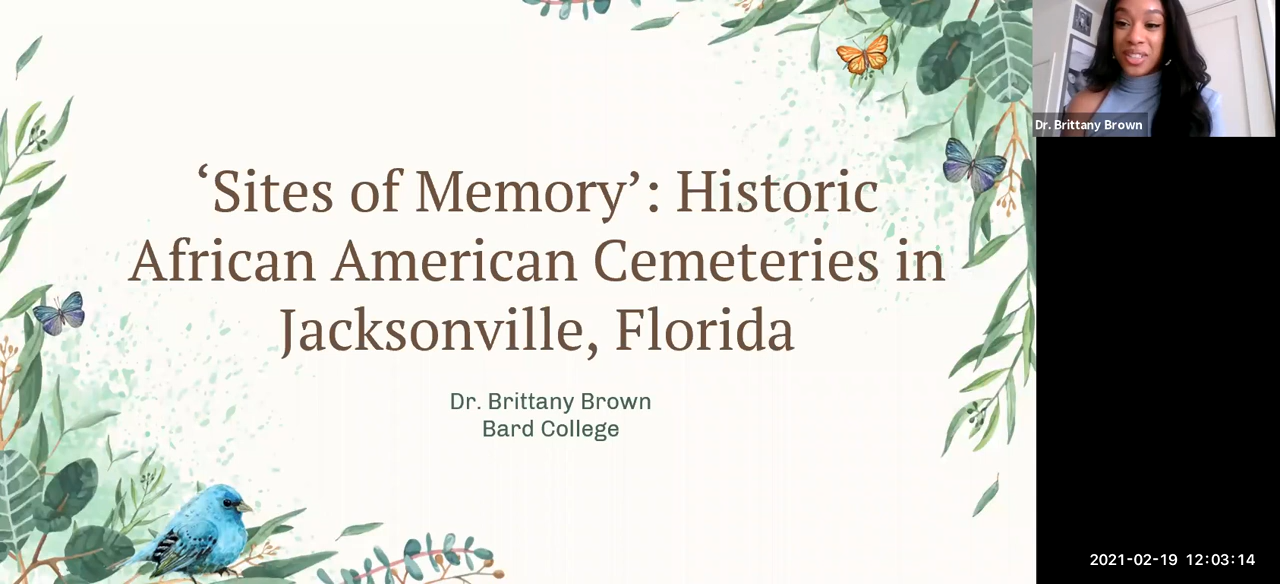 ‘Sites of Memory’: Historic
African American Cemeteries in
Jacksonville, Florida
Dr. Brittany Brown
Bard College
Dr. Brittany Brown
2021-02-19 12:03:14